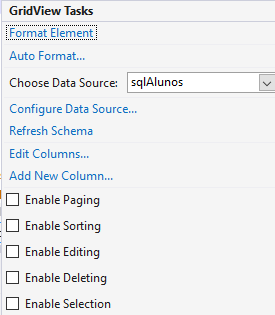 GridView Tasks
Format Element
Auto Format...
Choose Data Source: sqlAlunos
Configure Data Source...
Refresh Schema
Edit Columns...
Add New Column...
Enable Paging
Enable Sorting
Enable Editing
Enable Deleting
Enable Selection